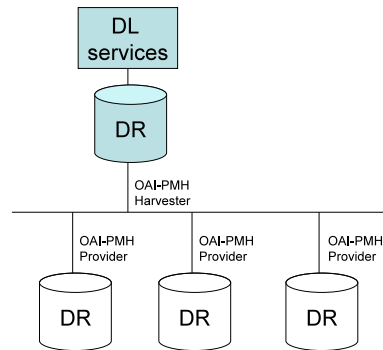 DL
services
DR
OAI-PMH
Harvester
OAI-PMH
Provider
OAI-PMH
Provider
OAI-PMH
Provider
DR
DR
DR